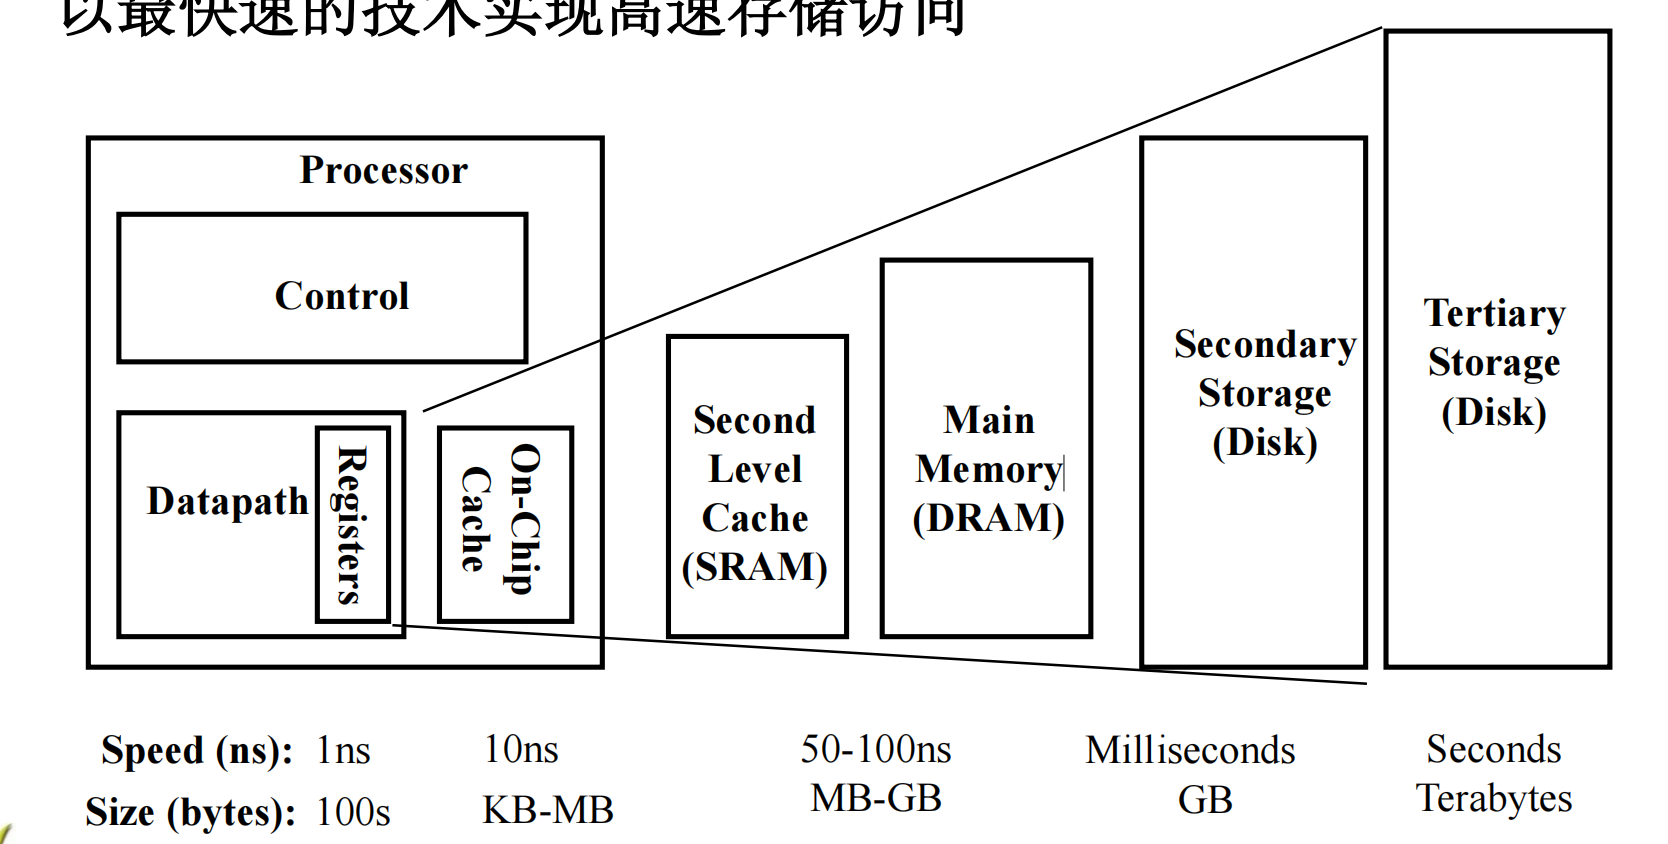 以最快速的技术实现高速存储访问
Processor
Control
Datapath
Registers
On-Chip
Cache
Second
Level
Cache
(SRAM)
Main
Memory
(DRAM)
Secondary
Storage
(Disk)
Tertiary
Storage
(Disk)
Speed (ns): 1ns 10ns 50-100ns Milliseconds Seconds
Size (bytes): 100s KB-MB MB-GB GB Terabytes